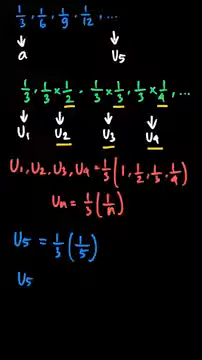 1/3, 1/6, 1/9, 1/12, ...
↓ ↓
a U5
1/3, 1/3 × 1/2, 1/3 × 1/3, 1/3 × 1/4, ...
↓ ↓ ↓ ↓
U1 U2 U3 U4
U1, U2, U3, U4 = 1/3 (1, 1/2, 1/3, 1/4)
Un = 1/3 (1/n)
U5 = 1/3 (1/5)
U5